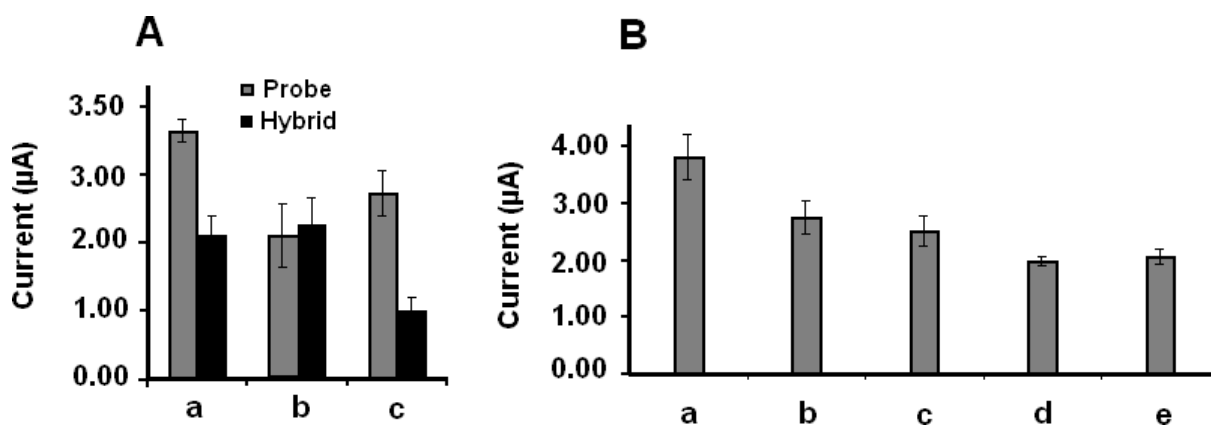 A
Probe
Hybrid
3.50
3.00
2.00
1.00
0.00
Current (µA)
a b c
B
4.00
3.00
2.00
1.00
0.00
Current (µA)
a b c d e